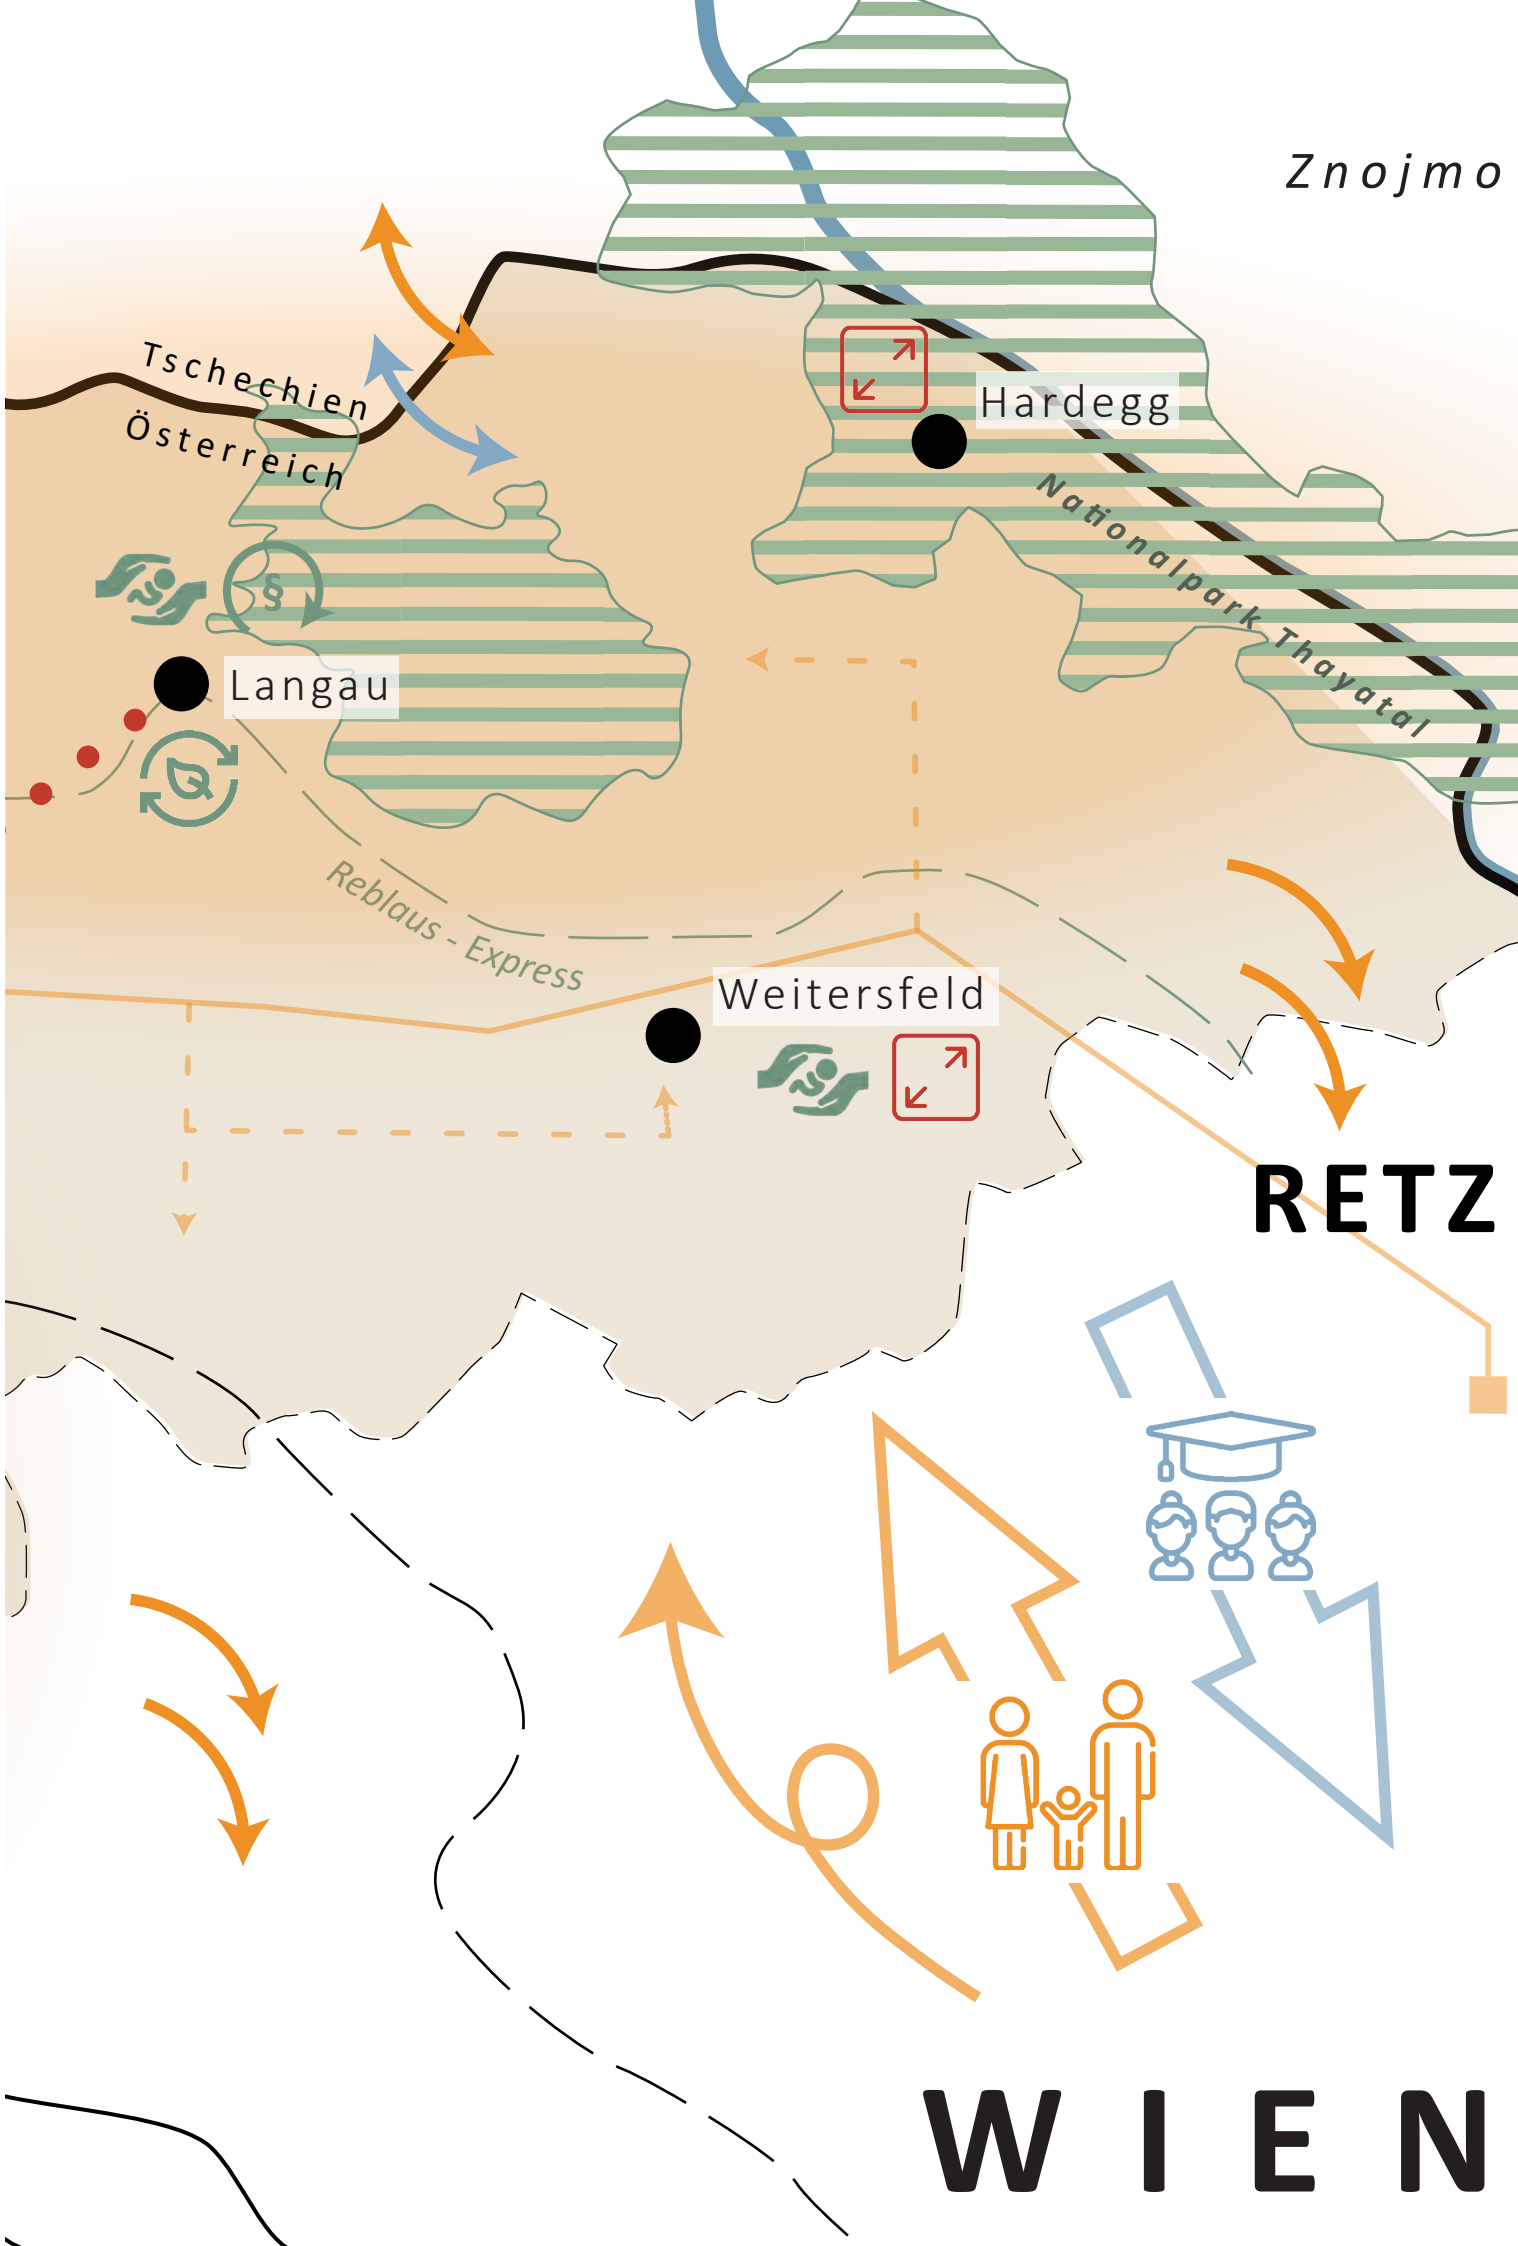 Znojmo
Tschechien
Österreich
Hardegg
Nationalpark Thayatal
§
Langau
Reblaus - Express
Weitersfeld
RETZ
WIEN